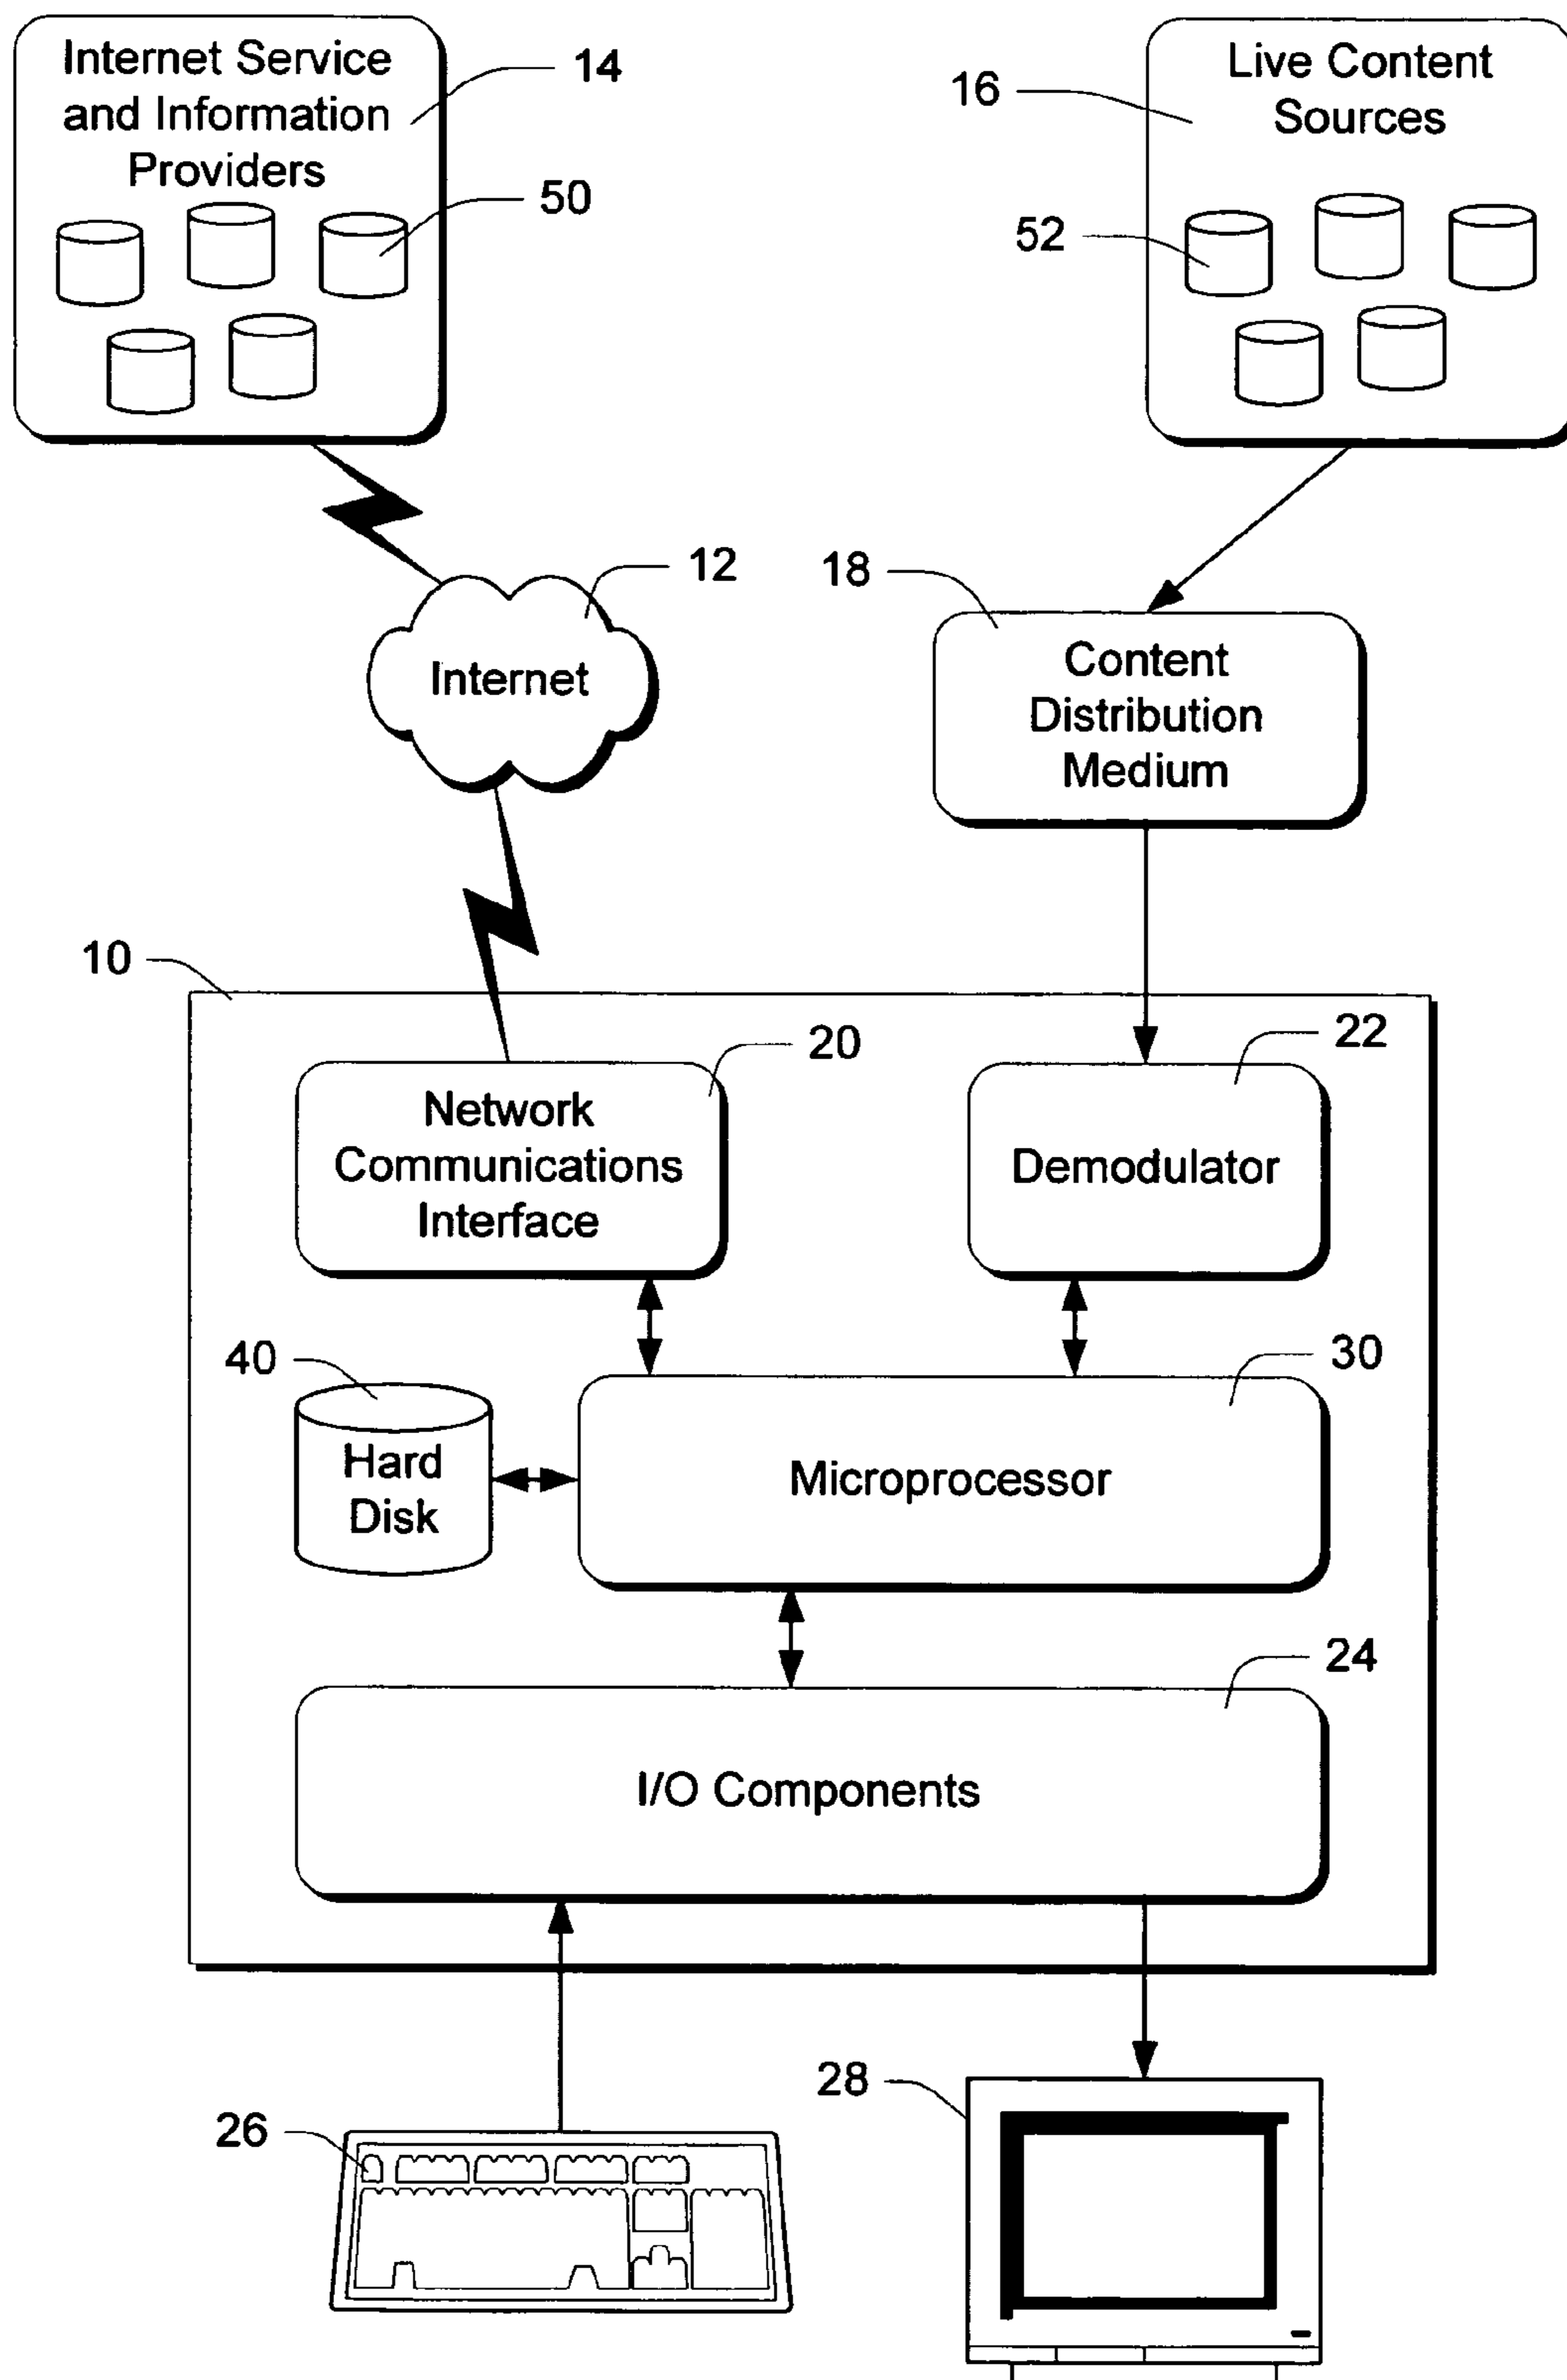 Internet Service
and Information
Providers
14
50
Live Content
Sources
16
52
12
Internet
18
Content
Distribution
Medium
10
20
Network
Communications
Interface
22
Demodulator
40
Hard
Disk
30
Microprocessor
24
I/O Components
26
28